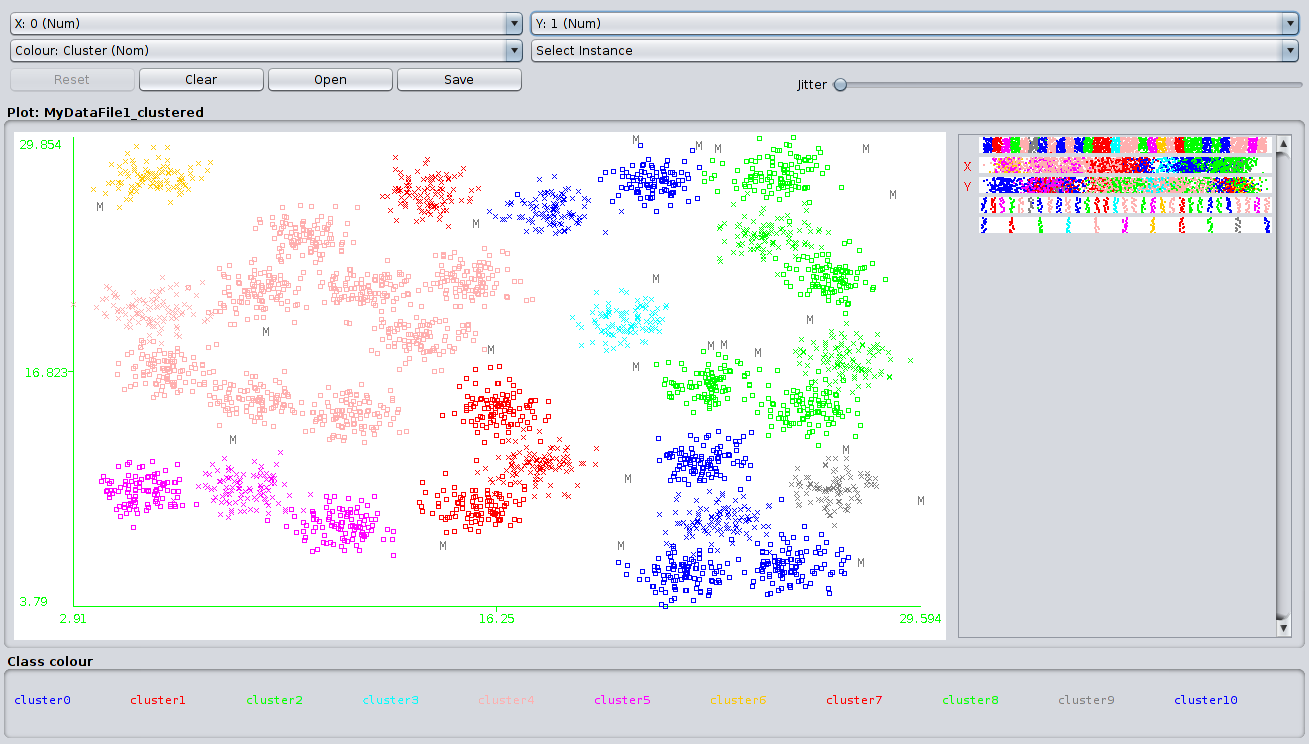 X: 0 (Num) Y: 1 (Num)
Colour: Cluster (Nom) Select Instance
Reset Clear Open Save Jitter
Plot: MyDataFile1_clustered
29.854
16.823
3.79
2.91 16.25 29.594
M M M M M M M M M M M M M M M M M M M M M M M M
X
Y
Class colour
cluster0 cluster1 cluster2 cluster3 cluster4 cluster5 cluster6 cluster7 cluster8 cluster9 cluster10